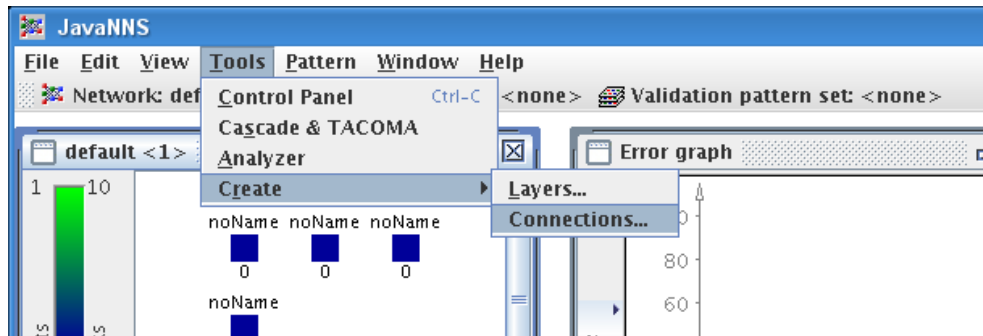 JavaNNS
File Edit View Tools Pattern Window Help
Network: def
<none> Validation pattern set: <none>
Control Panel Ctrl-C
Cascade & TACOMA
Analyzer
Create
Layers...
Connections...
default <1>
Error graph
1 10
noName noName noName
0 0 0
noName
80
60